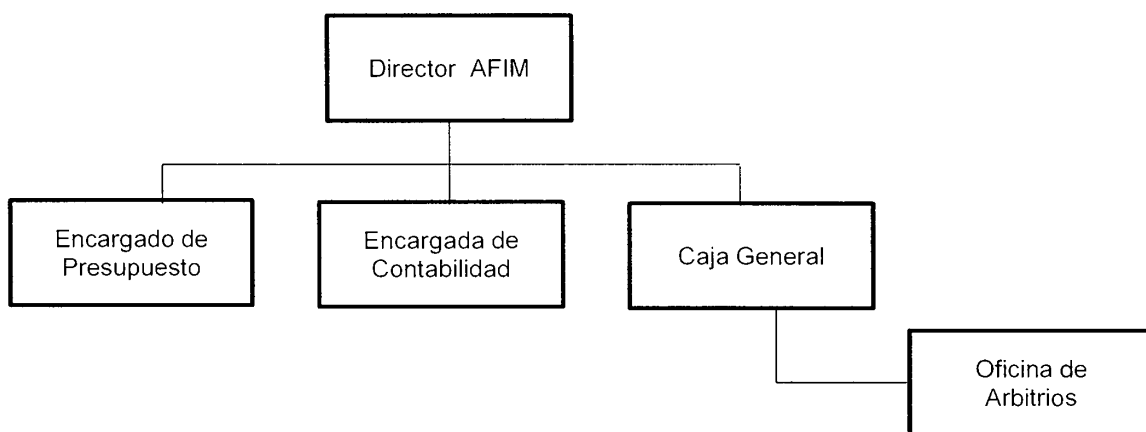 Director AFIM
Encargado de
Presupuesto
Encargada de
Contabilidad
Caja General
Oficina de
Arbitrios